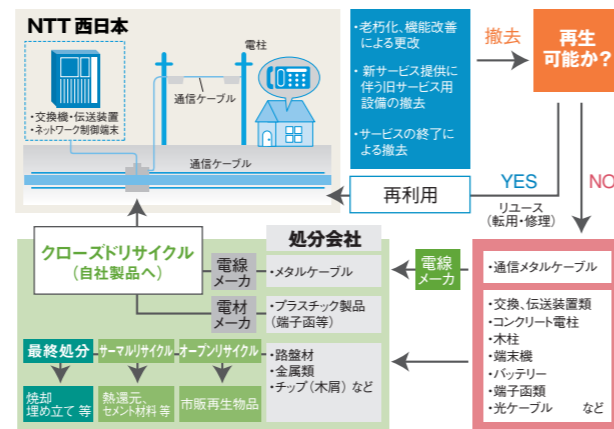 NTT 西日本
電柱
通信ケーブル
・交換機・伝送装置
・ネットワーク制御端末
通信ケーブル
・老朽化、機能改善
による更改
・新サービス提供に
伴う旧サービス用
設備の撤去
・サービスの終了に
よる撤去
撤去
再生
可能か?
YES
NO
リユース
(転用・修理)
再利用
クローズドリサイクル
(自社製品へ)
処分会社
電線
メーカ
・メタルケーブル
電材
メーカ
・プラスチック製品
(端子函等)
電線
メーカ
・通信メタルケーブル
・交換、伝送装置類
・コンクリート電柱
・木柱
・端末機
・バッテリー
・端子函類
・光ケーブル など
最終処分
サーマルリサイクル
オープンリサイクル
・路盤材
・金属類
・チップ(木屑)など
焼却
埋め立て 等
熱還元、
セメント材料 等
市販再生物品